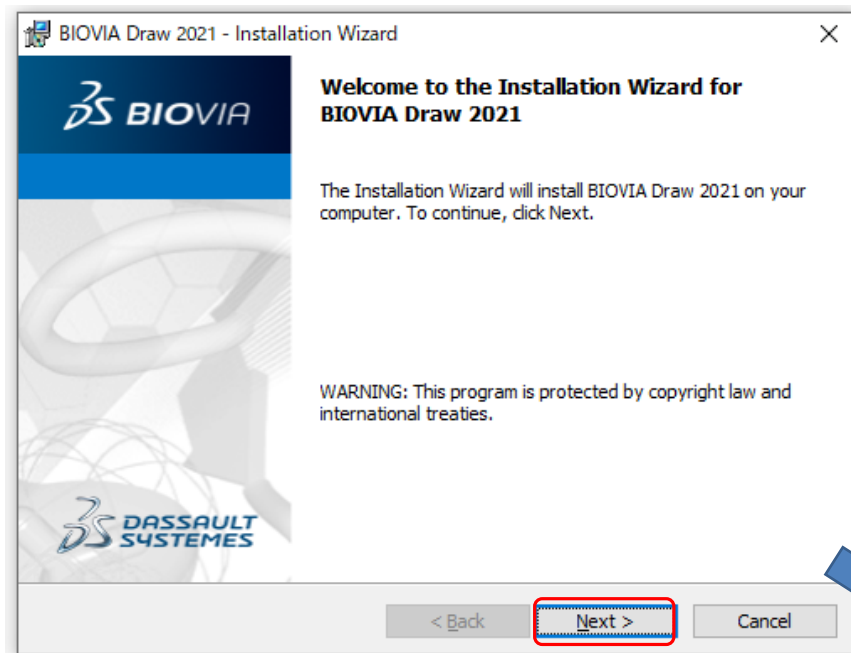 BIOVIA Draw 2021 - Installation Wizard
BIOVIA
Welcome to the Installation Wizard for
BIOVIA Draw 2021
The Installation Wizard will install BIOVIA Draw 2021 on your
computer. To continue, click Next.
WARNING: This program is protected by copyright law and
international treaties.
DASSAULT
SYSTEMES
< Back
Next >
Cancel